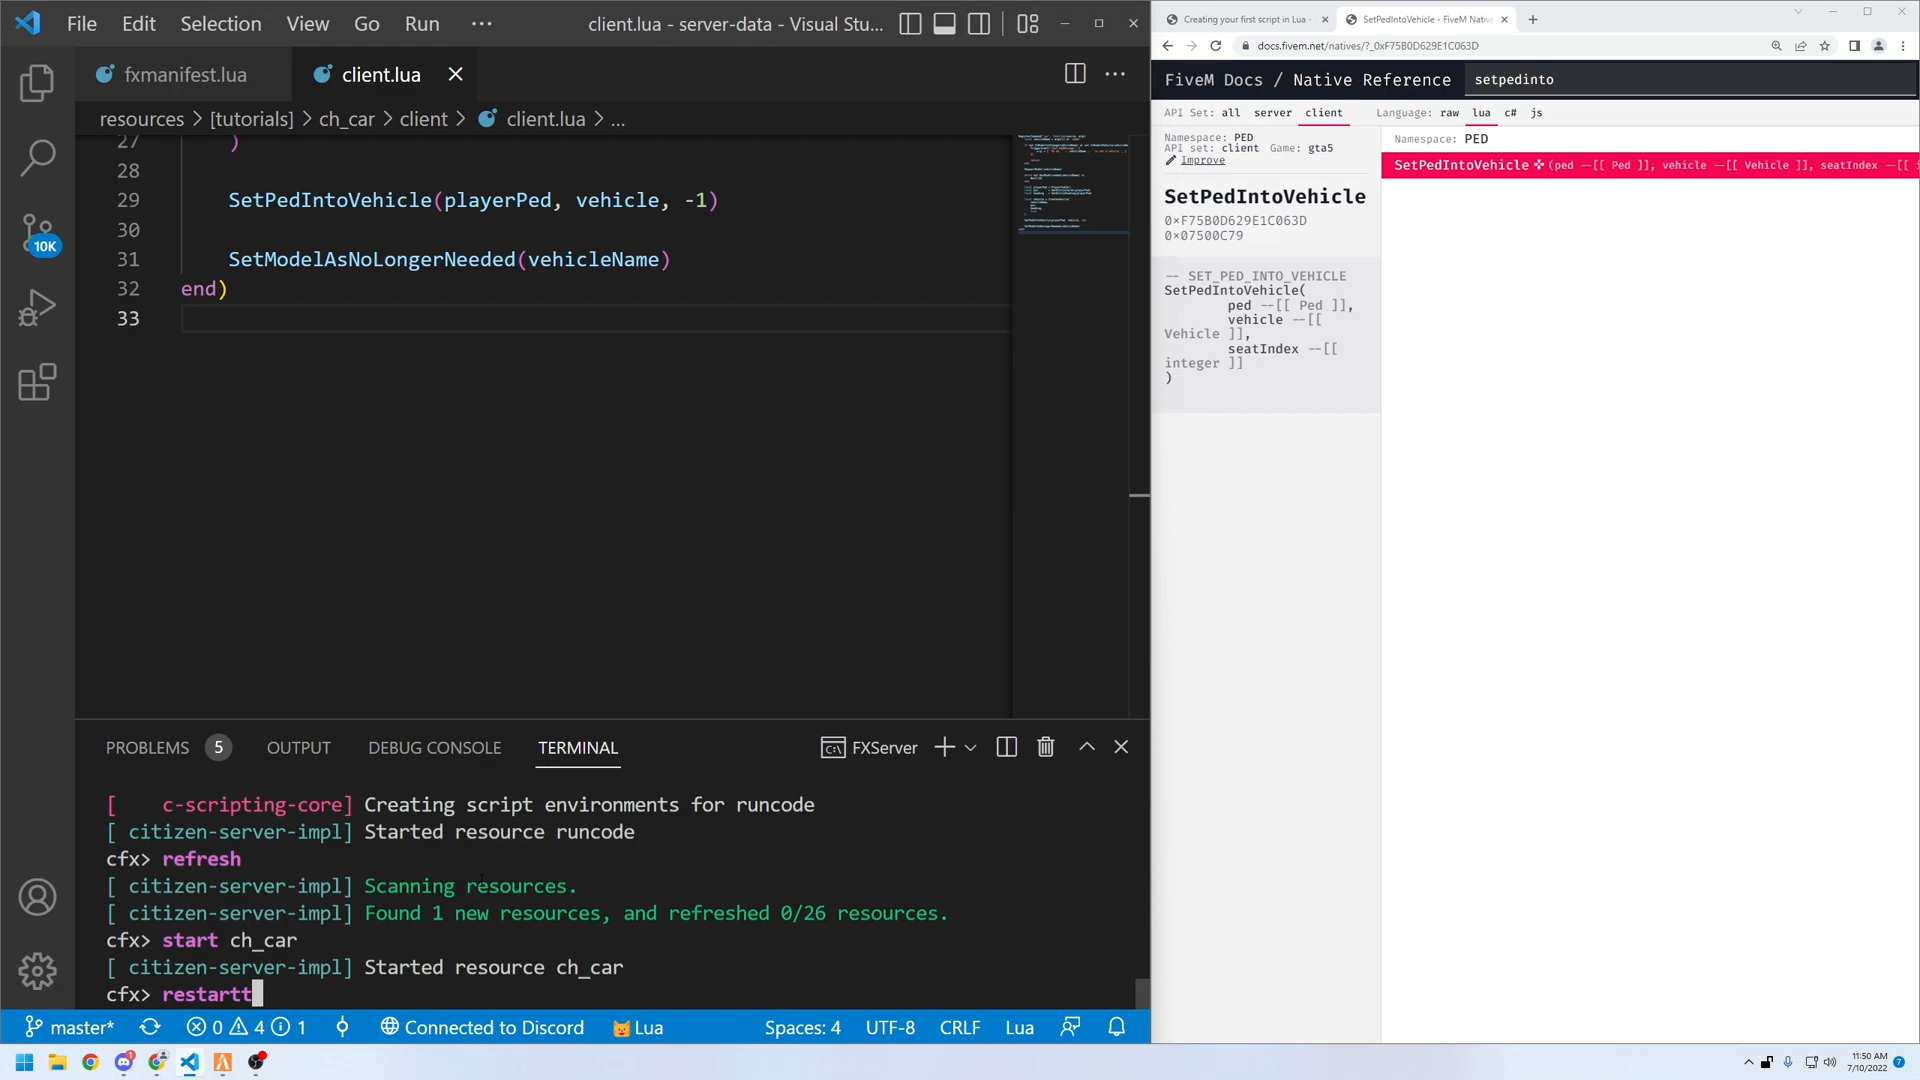 File Edit Selection View Go Run ··· client.lua - server-data - Visual Stu...
fxmanifest.lua client.lua
resources > [tutorials] > ch_car > client > client.lua > ...
27 )
28
29 SetPedIntoVehicle(playerPed, vehicle, -1)
30
31 SetModelAsNoLongerNeeded(vehicleName)
32 end)
33
10K
PROBLEMS 5 OUTPUT DEBUG CONSOLE TERMINAL FXServer
[ c-scripting-core] Creating script environments for runcode
[ citizen-server-impl] Started resource runcode
cfx> refresh
[ citizen-server-impl] Scanning resources.
[ citizen-server-impl] Found 1 new resources, and refreshed 0/26 resources.
cfx> start ch_car
[ citizen-server-impl] Started resource ch_car
cfx> restartt
master* 0 4 1 Connected to Discord Lua Spaces: 4 UTF-8 CRLF Lua
Creating your first script in Lua - SetPedIntoVehicle - FiveM Nativ
docs.fivem.net/natives/?_0xF75B0D629E1C063D
FiveM Docs / Native Reference setpedinto
API Set: all server client Language: raw lua c# js
Namespace: PED
API set: client Game: gta5
Improve
SetPedIntoVehicle
0xF75B0D629E1C063D
0x07500C79
-- SET_PED_INTO_VEHICLE
SetPedIntoVehicle(
ped --[[ Ped ]],
vehicle --[[
Vehicle ]],
seatIndex --[[
integer ]]
)
Namespace: PED
SetPedIntoVehicle (ped --[[ Ped ]], vehicle --[[ Vehicle ]], seatIndex --[[ i
11:50 AM
7/10/2022